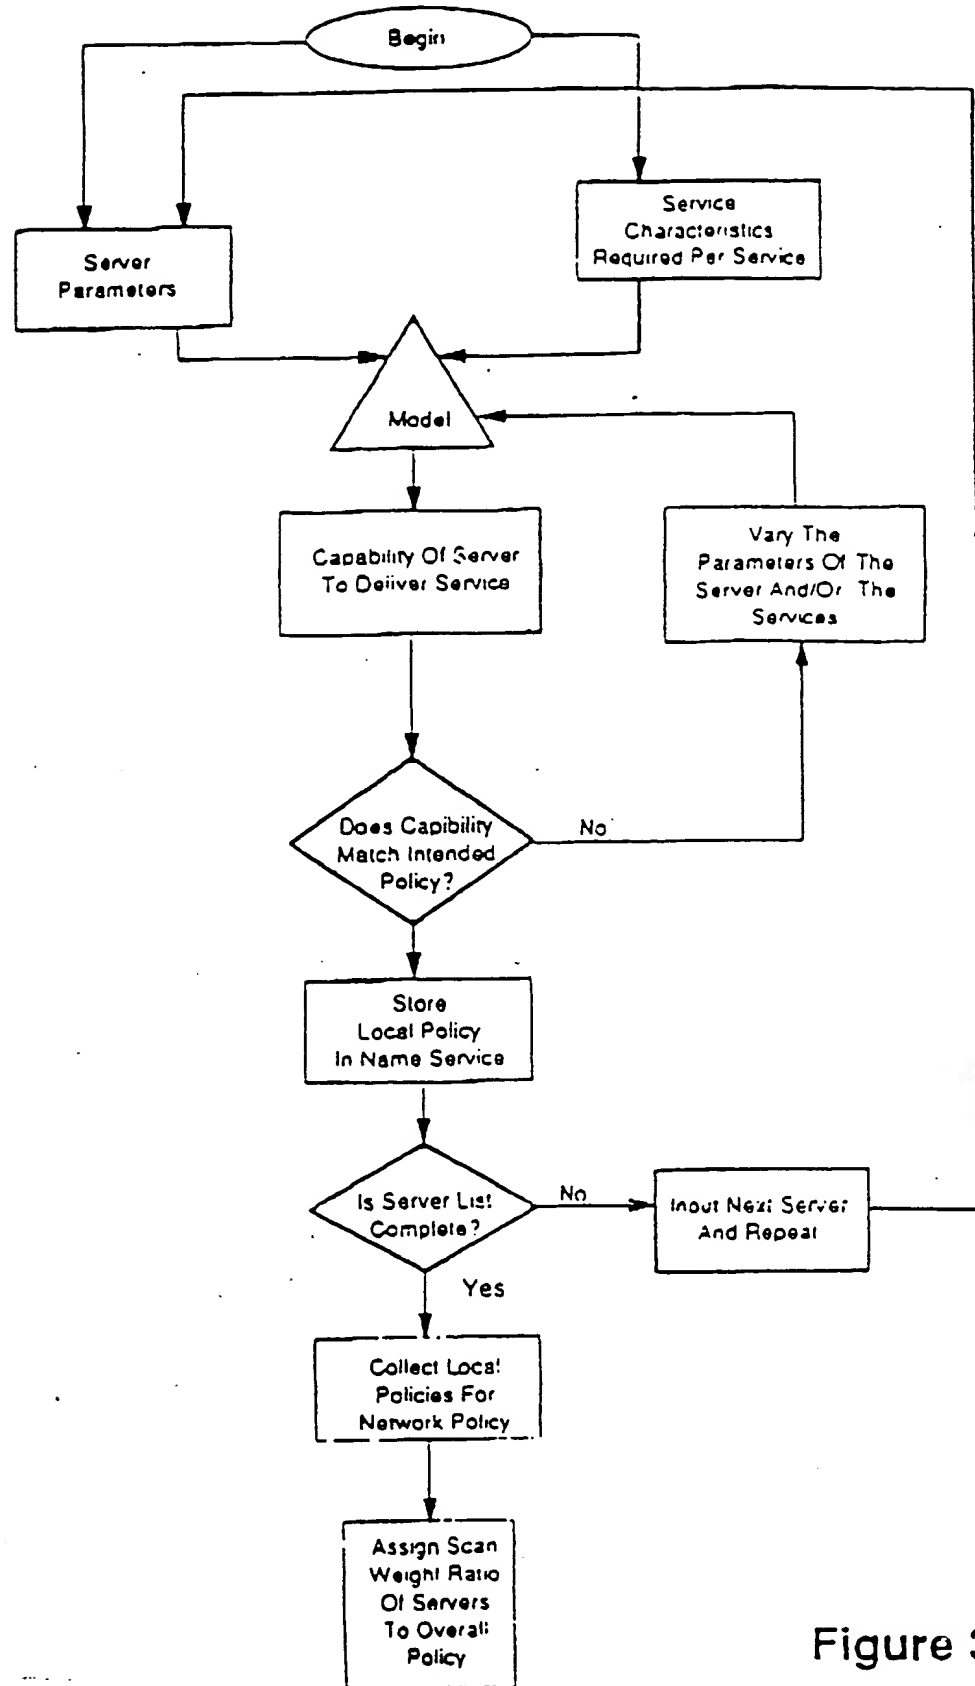 Begin
Service
Characteristics
Required Per Service
Server
Parameters
Model
Capability Of Server
To Deliver Service
Vary The
Parameters Of The
Server And/Or The
Services
Does Capibility
Match Intended
Policy?
No
Store
Local Policy
In Name Service
Is Server List
Complete?
No
Input Next Server
And Repeat
Yes
Collect Local
Policies For
Network Policy
Assign Scan
Weight Ratio
Of Servers
To Overall
Policy
Figure